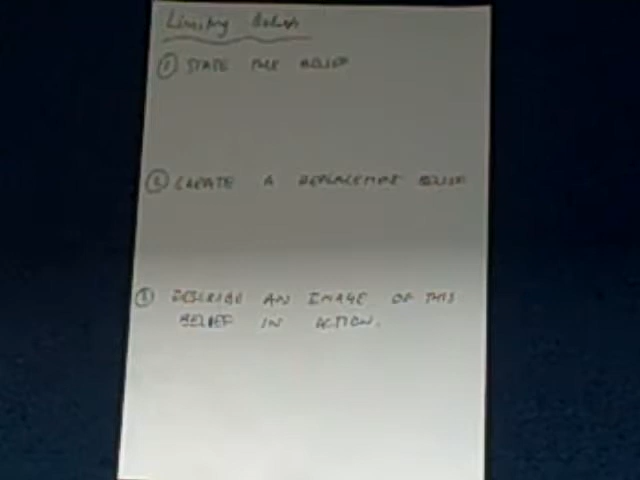 Limiting Beliefs
① STATE THE BELIEF
② CREATE A REPLACEMENT BELIEF
③ DESCRIBE AN IMAGE OF THIS
BELIEF IN ACTION.